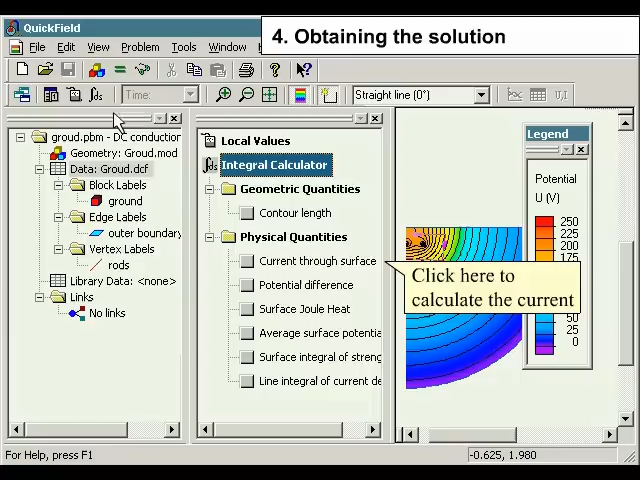 QuickField
4. Obtaining the solution
File Edit View Problem Tools Window
Time:
Straight line (0°)
groud.pbm - DC conduction
Geometry: Groud.mod
Data: Groud.dcf
Block Labels
ground
Edge Labels
outer boundary
Vertex Labels
rods
Library Data: <none>
Links
No links
Local Values
Integral Calculator
Geometric Quantities
Contour length
Physical Quantities
Current through surface
Potential difference
Surface Joule Heat
Average surface potentia
Surface integral of streng
Line integral of current de
Legend
Potential
U (V)
250
225
200
175
50
25
0
Click here to
calculate the current
For Help, press F1
-0.625, 1.980